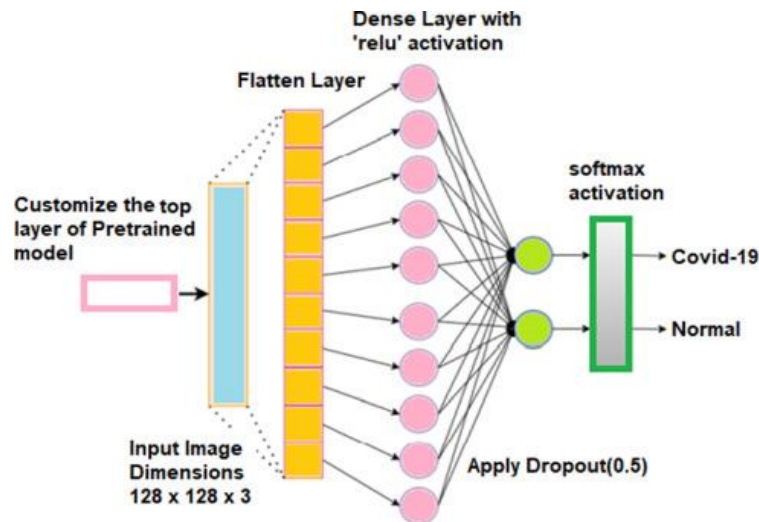 Dense Layer with
'relu' activation
Flatten Layer
softmax
activation
Customize the top
layer of Pretrained
model
Covid-19
Normal
Input Image
Dimensions
128 x 128 x 3
Apply Dropout(0.5)